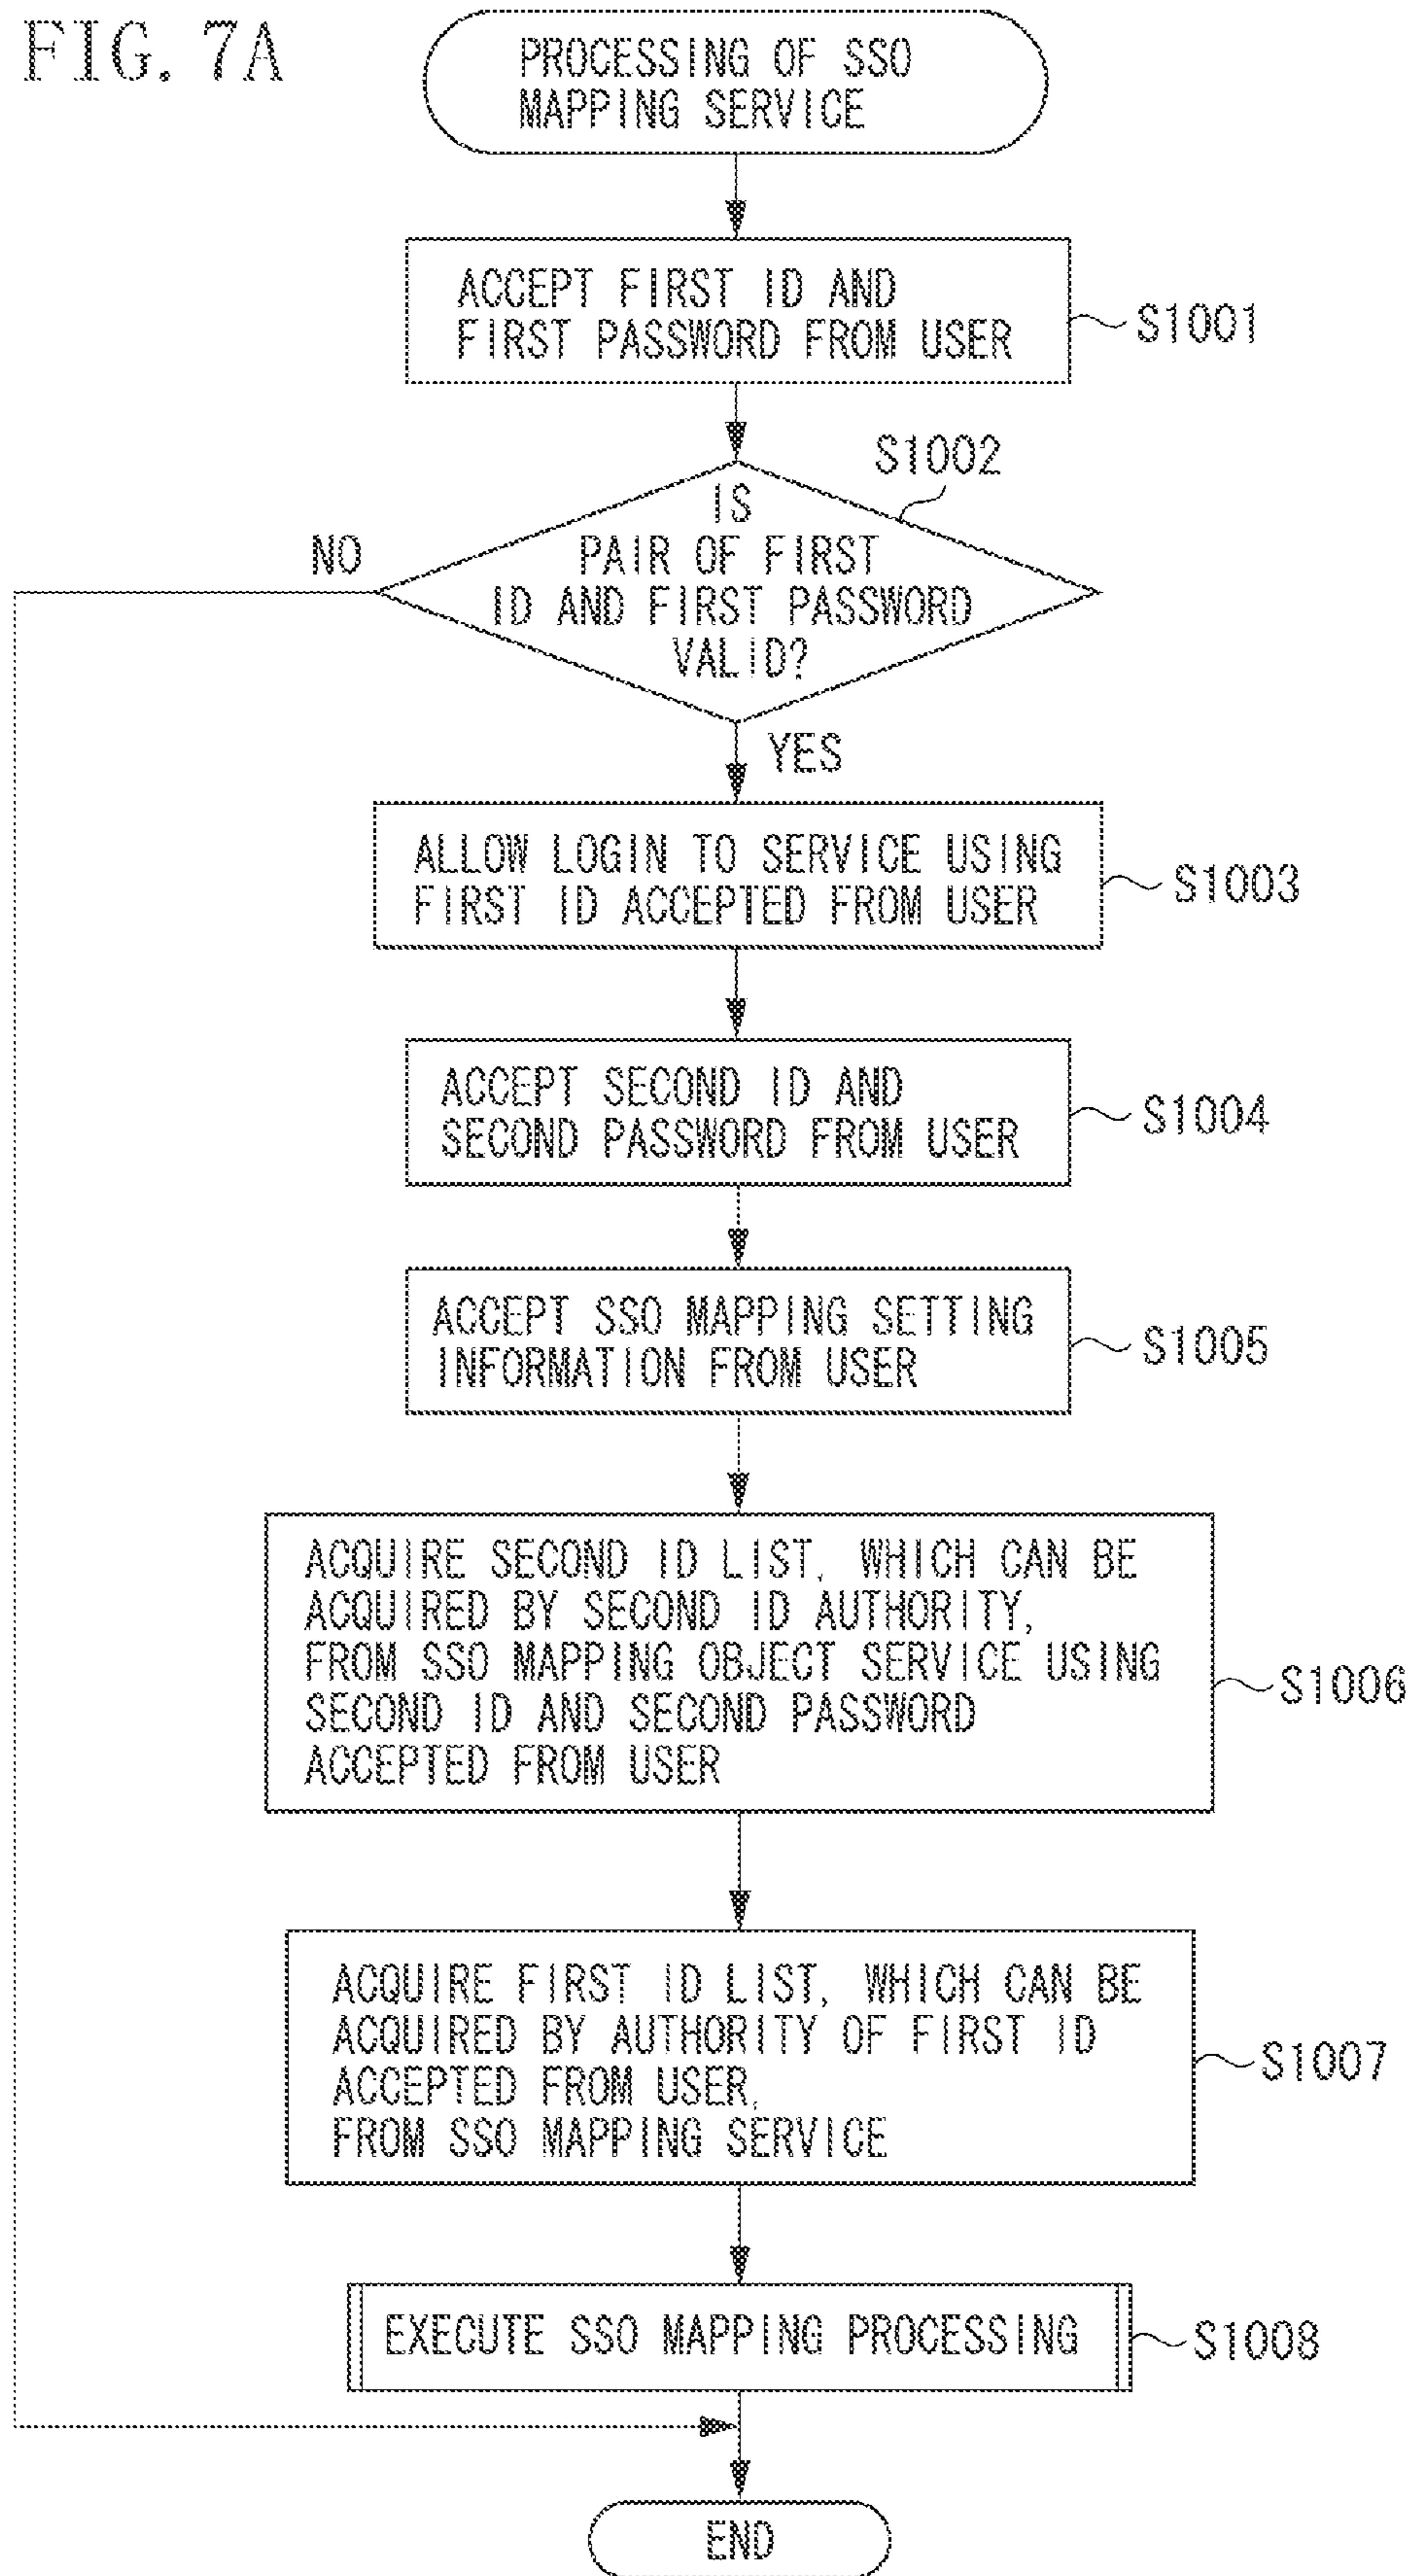 FIG. 7A
PROCESSING OF SSO
MAPPING SERVICE
ACCEPT FIRST ID AND
FIRST PASSWORD FROM USER
S1001
S1002
IS
PAIR OF FIRST
ID AND FIRST PASSWORD
VALID?
NO
YES
ALLOW LOGIN TO SERVICE USING
FIRST ID ACCEPTED FROM USER
S1003
ACCEPT SECOND ID AND
SECOND PASSWORD FROM USER
S1004
ACCEPT SSO MAPPING SETTING
INFORMATION FROM USER
S1005
ACQUIRE SECOND ID LIST, WHICH CAN BE
ACQUIRED BY SECOND ID AUTHORITY,
FROM SSO MAPPING OBJECT SERVICE USING
SECOND ID AND SECOND PASSWORD
ACCEPTED FROM USER
S1006
ACQUIRE FIRST ID LIST, WHICH CAN BE
ACQUIRED BY AUTHORITY OF FIRST ID
ACCEPTED FROM USER,
FROM SSO MAPPING SERVICE
S1007
EXECUTE SSO MAPPING PROCESSING
S1008
END